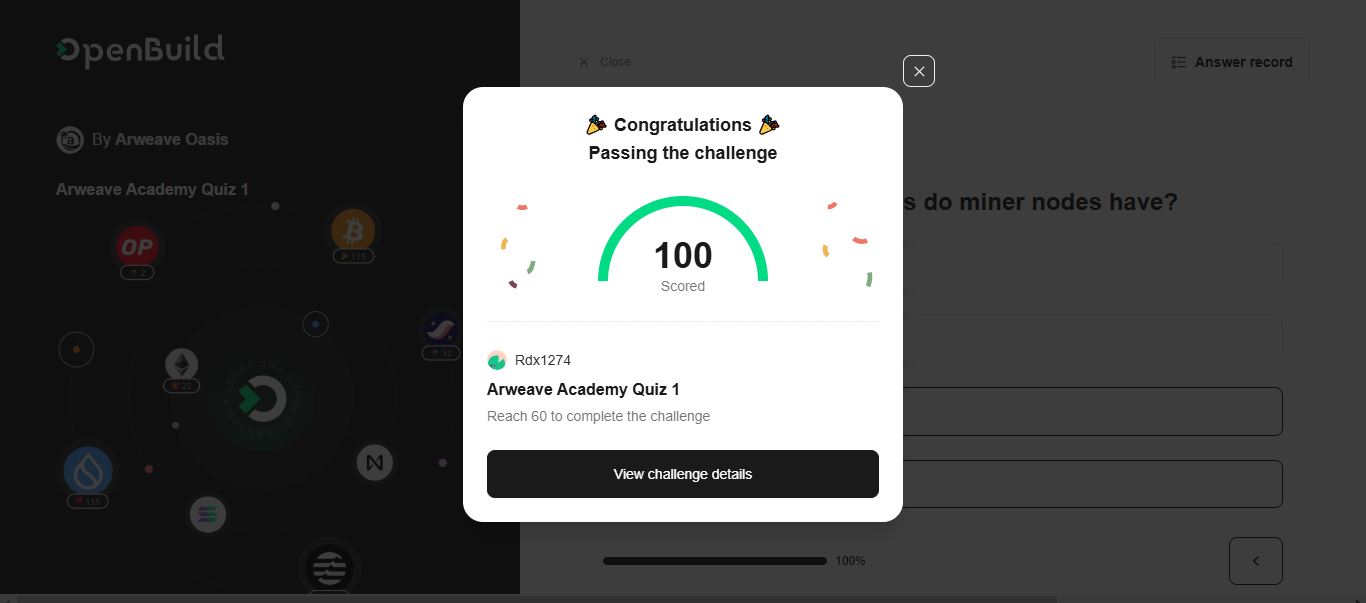 OpenBuild
By Arweave Oasis
Arweave Academy Quiz 1
OP
2
115
32
22
115
Close
Answer record
s do miner nodes have?
Congratulations
Passing the challenge
100
Scored
Rdx1274
Arweave Academy Quiz 1
Reach 60 to complete the challenge
View challenge details
100%